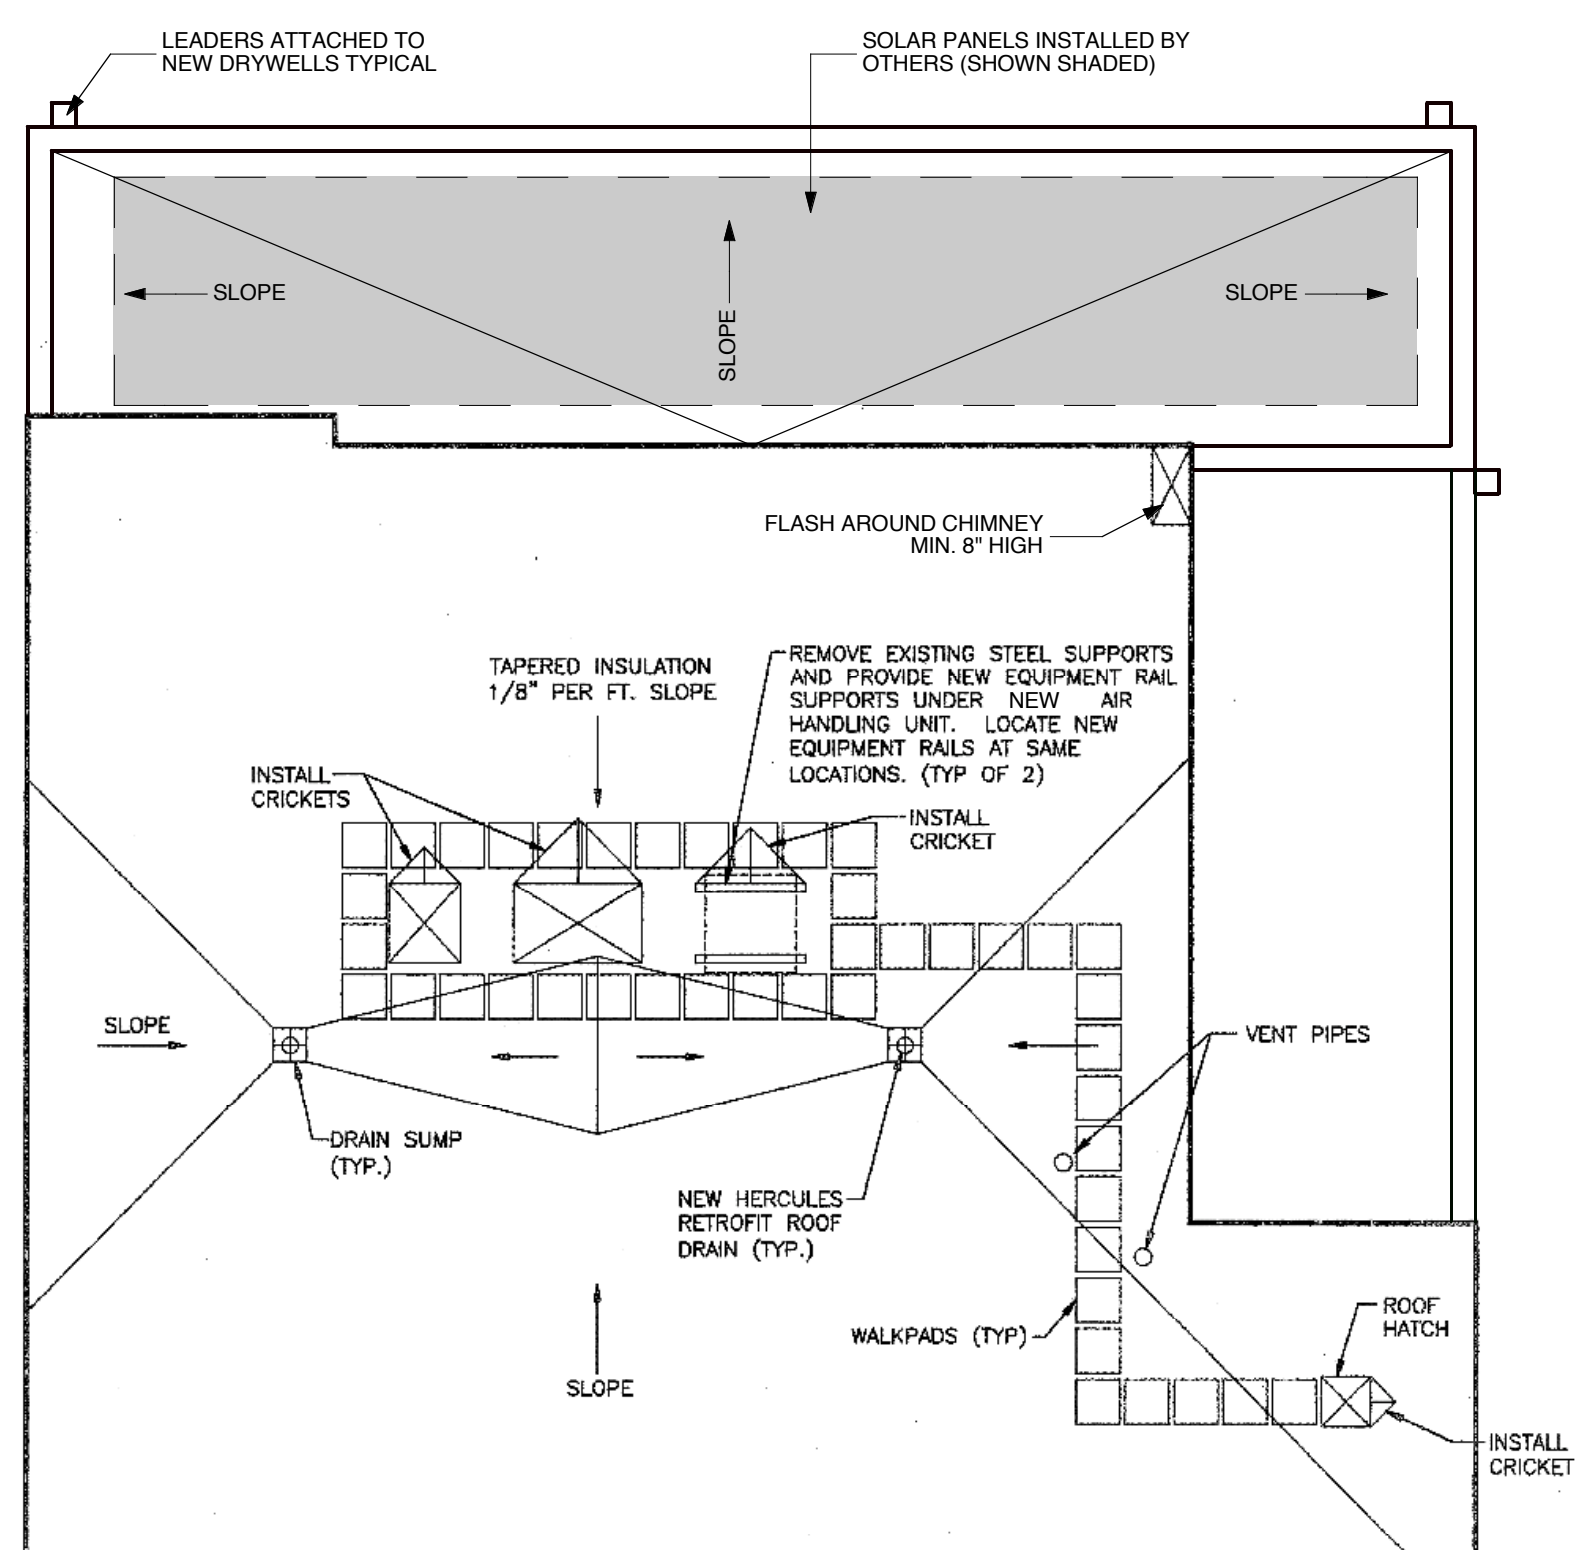 LEADERS ATTACHED TO
NEW DRYWELLS TYPICAL
SOLAR PANELS INSTALLED BY
OTHERS (SHOWN SHADED)
SLOPE
SLOPE
SLOPE
FLASH AROUND CHIMNEY
MIN. 8" HIGH
TAPERED INSULATION
1/8" PER FT. SLOPE
REMOVE EXISTING STEEL SUPPORTS
AND PROVIDE NEW EQUIPMENT RAIL
SUPPORTS UNDER NEW AIR
HANDLING UNIT. LOCATE NEW
EQUIPMENT RAILS AT SAME
LOCATIONS. (TYP OF 2)
INSTALL
CRICKETS
INSTALL
CRICKET
SLOPE
VENT PIPES
DRAIN SUMP
(TYP.)
NEW HERCULES
RETROFIT ROOF
DRAIN (TYP.)
WALKPADS (TYP)
ROOF
HATCH
SLOPE
INSTALL
CRICKET